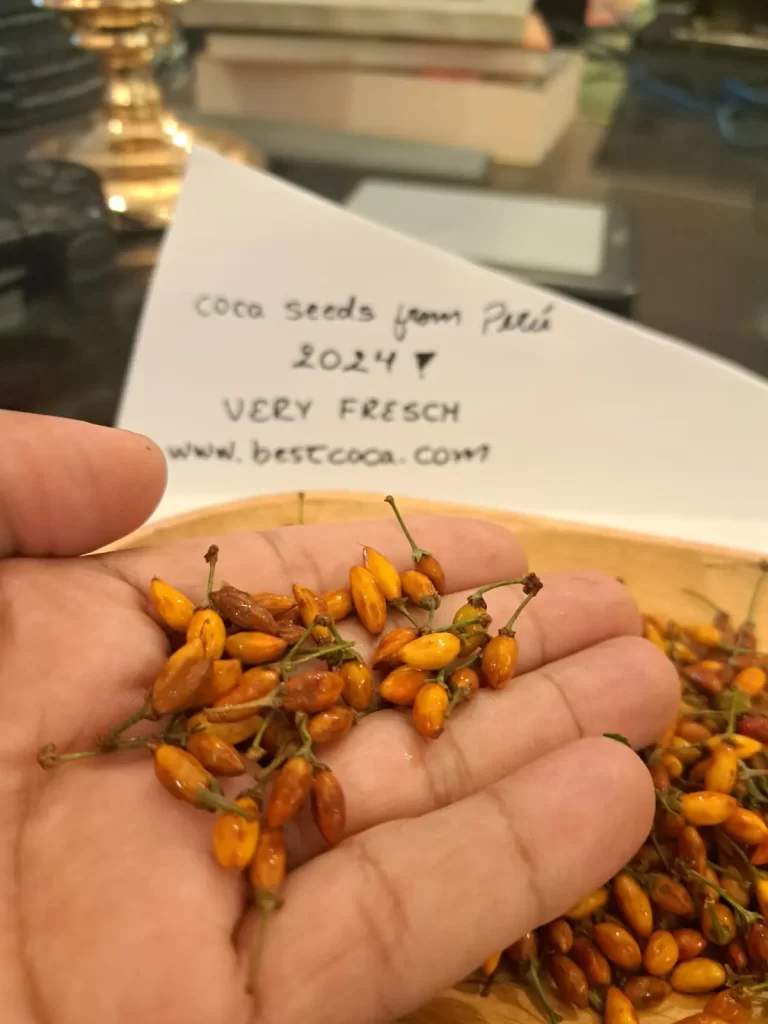 coca seeds from Perú
2024
VERY FRESCH
www.bestcoca.com